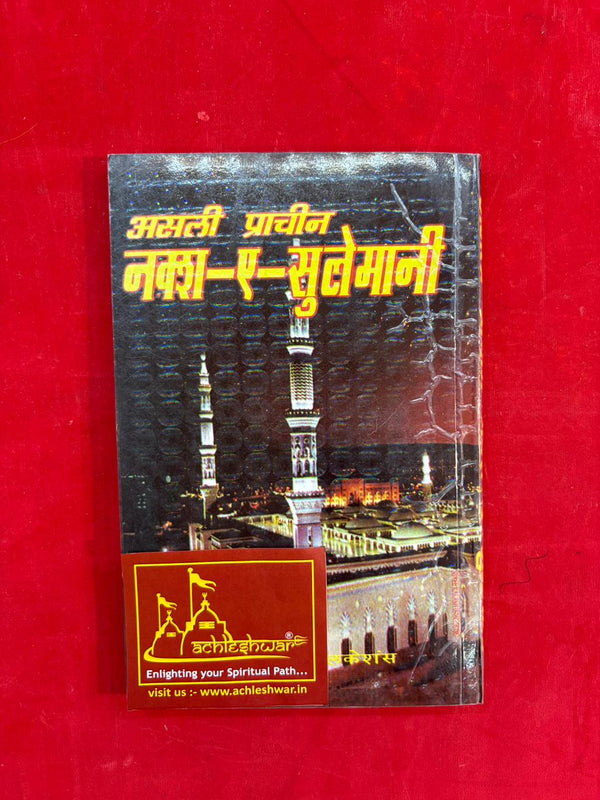 असली प्राचीन
नक्श-ए-सुलेमानी
achleshwar®
Enlighting your Spiritual Path...
visit us :- www.achleshwar.in